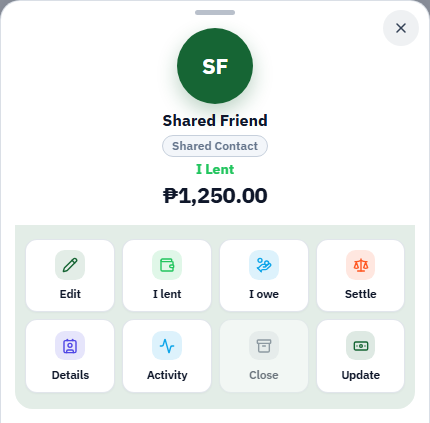 SF
Shared Friend
Shared Contact
I Lent
₱1,250.00
Edit
I lent
I owe
Settle
Details
Activity
Close
Update